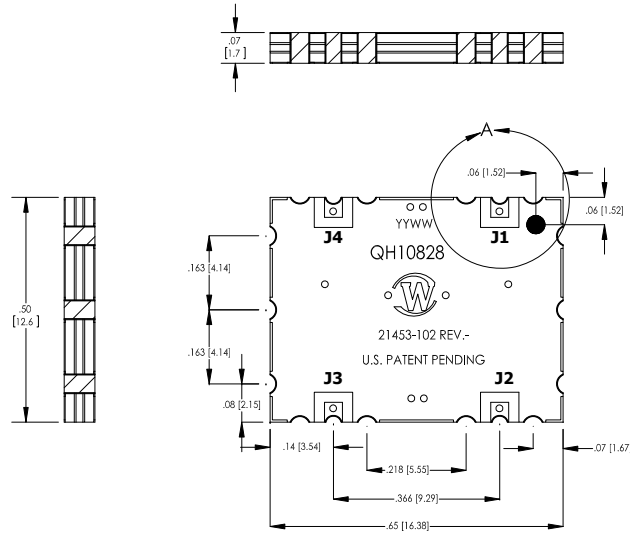 .07
[1.7]
A
.06 [1.52]
.06 [1.52]
YYWW
J4
J1
QH10828
W
21453-102 REV.-
U.S. PATENT PENDING
J3
J2
.50
[12.6]
.163 [4.14]
.163 [4.14]
.08 [2.15]
.14 [3.54]
.218 [5.55]
.07 [1.67
.366 [9.29]
.65 [16.38]